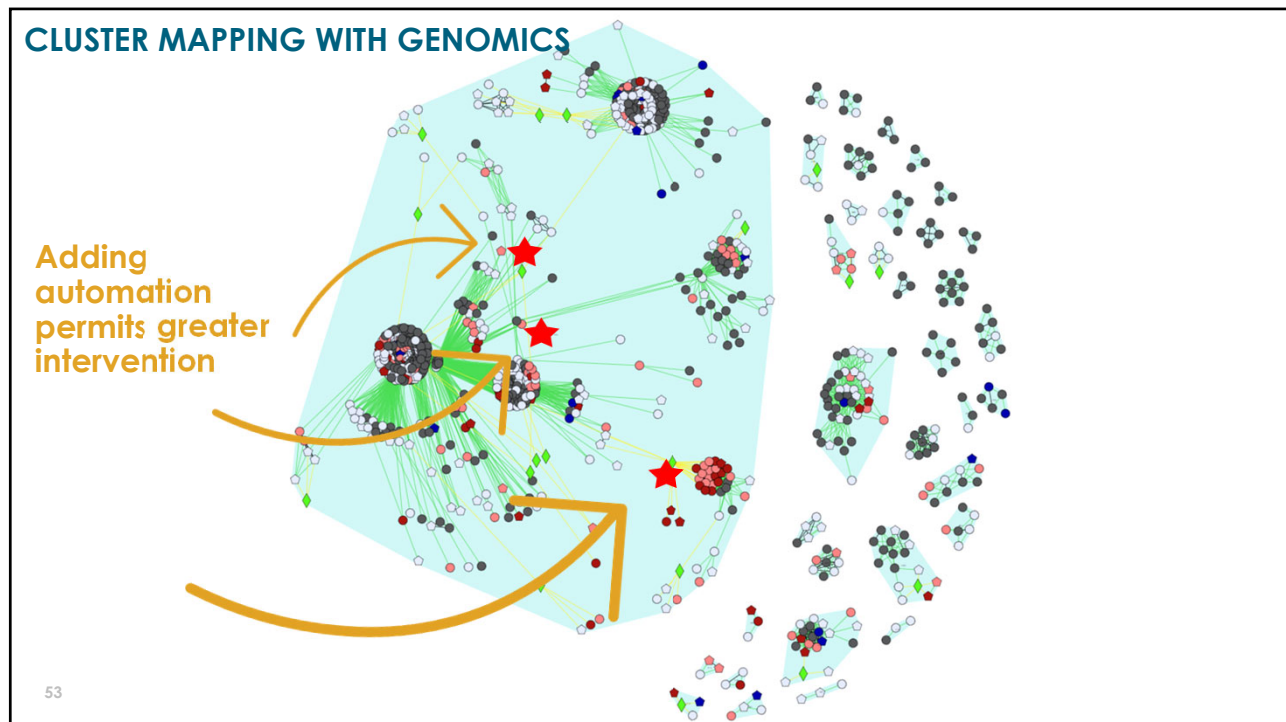 CLUSTER MAPPING WITH GENOMICS
Adding
automation
permits greater
intervention
53